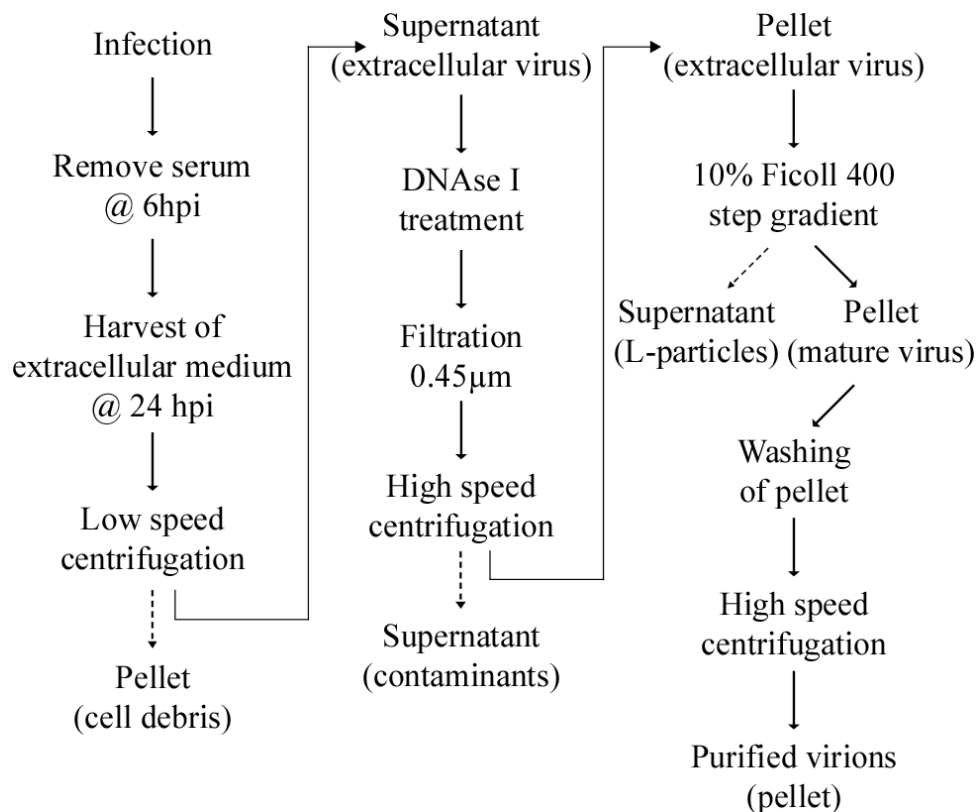 Infection
Remove serum
@ 6hpi
Harvest of
extracellular medium
@ 24 hpi
Low speed
centrifugation
Pellet
(cell debris)
Supernatant
(extracellular virus)
DNAse I
treatment
Filtration
0.45μm
High speed
centrifugation
Supernatant
(contaminants)
Pellet
(extracellular virus)
10% Ficoll 400
step gradient
Supernatant
(L-particles)
Pellet
(mature virus)
Washing
of pellet
High speed
centrifugation
Purified virions
(pellet)